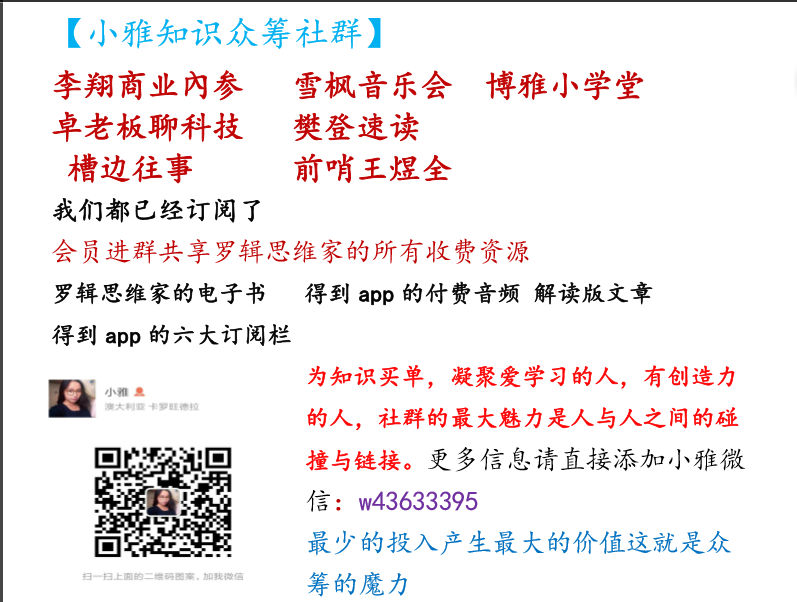 【小雅知识众筹社群】
李翔商业内参 雪枫音乐会 博雅小学堂
卓老板聊科技 樊登速读
槽边往事 前哨王煜全
我们都已经订阅了
会员进群共享罗辑思维家的所有收费资源
罗辑思维家的电子书 得到 app 的付费音频 解读版文章
得到 app 的六大订阅栏
小雅
澳大利亚 卡罗旺德拉
扫一扫上面的二维码图案，加我微信
为知识买单，凝聚爱学习的人，有创造力
的人，社群的最大魅力是人与人之间的碰
撞与链接。更多信息请直接添加小雅微
信：w43633395
最少的投入产生最大的价值这就是众
筹的魔力